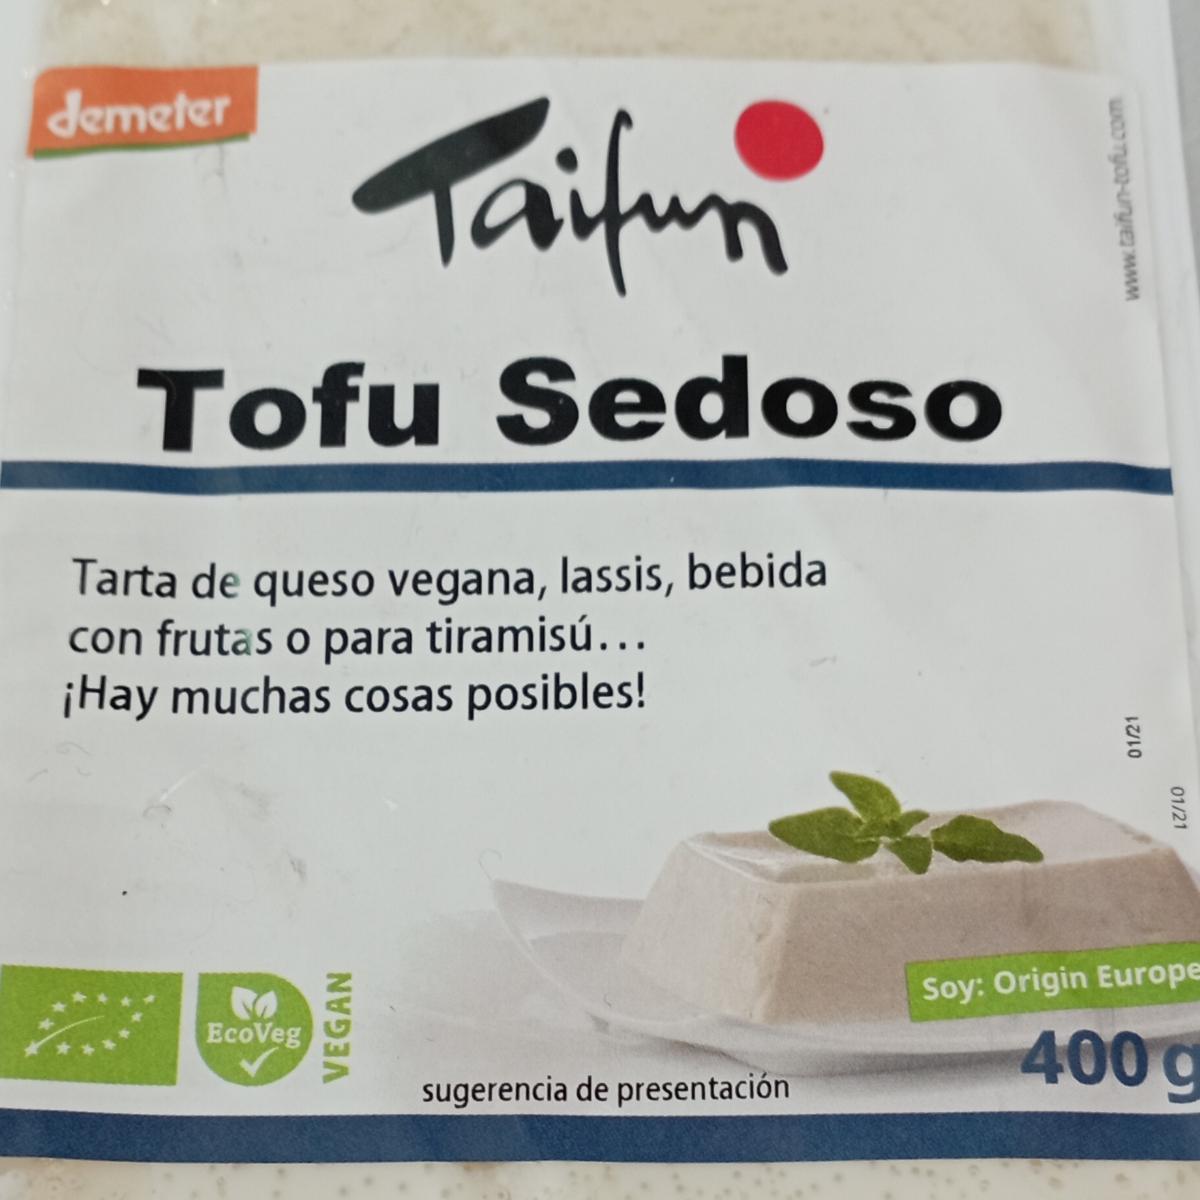 demeter
Taifun
www.taifun-tofu.com
Tofu Sedoso
Tarta de queso vegana, lassis, bebida
con frutas o para tiramisú...
¡Hay muchas cosas posibles!
01/21
01/21
Soy: Origin Europe
EcoVeg
VEGAN
400 g
sugerencia de presentación